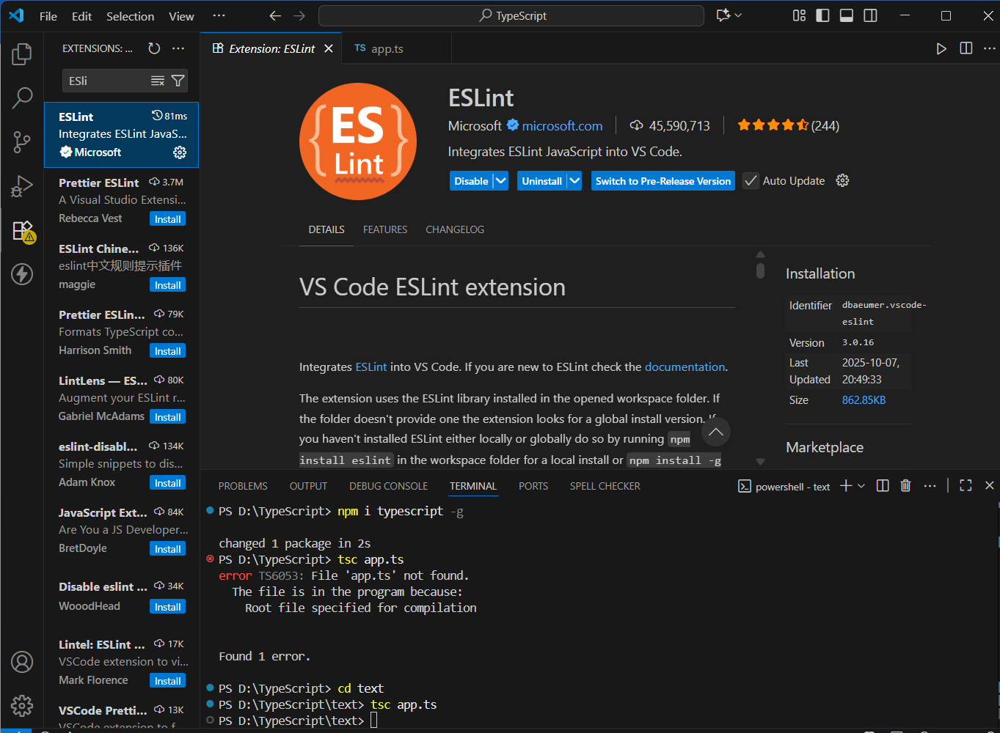 File Edit Selection View ··· TypeScript
EXTENSIONS: ... ···
ESli
ESLint 81ms
Integrates ESLint JavaS...
Microsoft
Prettier ESLint 3.7M
A Visual Studio Extensi...
Rebecca Vest Install
ESLint Chine... 136K
eslint中文规则提示插件
maggie Install
Prettier ESLin... 79K
Formats TypeScript co...
Harrison Smith Install
LintLens — ES... 80K
Augment your ESLint r...
Gabriel McAdams Install
eslint-disabl... 134K
Simple snippets to dis...
Adam Knox Install
JavaScript Ext... 84K
Are You a JS Developer...
BretDoyle Install
Disable eslint ... 34K
WooodHead Install
Lintel: ESLint ... 17K
VSCode extension to vi...
Mark Florence Install
VSCode Pretti... 13K
VSCode extension to f
Extension: ESLint TS app.ts
ES
Lint
ESLint
Microsoft microsoft.com 45,590,713 (244)
Integrates ESLint JavaScript into VS Code.
Disable Uninstall Switch to Pre-Release Version Auto Update
DETAILS FEATURES CHANGELOG
VS Code ESLint extension
Integrates ESLint into VS Code. If you are new to ESLint check the documentation.
The extension uses the ESLint library installed in the opened workspace folder. If
the folder doesn't provide one the extension looks for a global install version. If
you haven't installed ESLint either locally or globally do so by running npm
install eslint in the workspace folder for a local install or npm install -g
Installation
Identifier dbaeumer.vscode-
eslint
Version 3.0.16
Last 2025-10-07,
Updated 20:49:33
Size 862.85KB
Marketplace
PROBLEMS OUTPUT DEBUG CONSOLE TERMINAL PORTS SPELL CHECKER powershell - text
PS D:\TypeScript> npm i typescript -g
changed 1 package in 2s
PS D:\TypeScript> tsc app.ts
error TS6053: File 'app.ts' not found.
The file is in the program because:
Root file specified for compilation
Found 1 error.
PS D:\TypeScript> cd text
PS D:\TypeScript\text> tsc app.ts
PS D:\TypeScript\text>